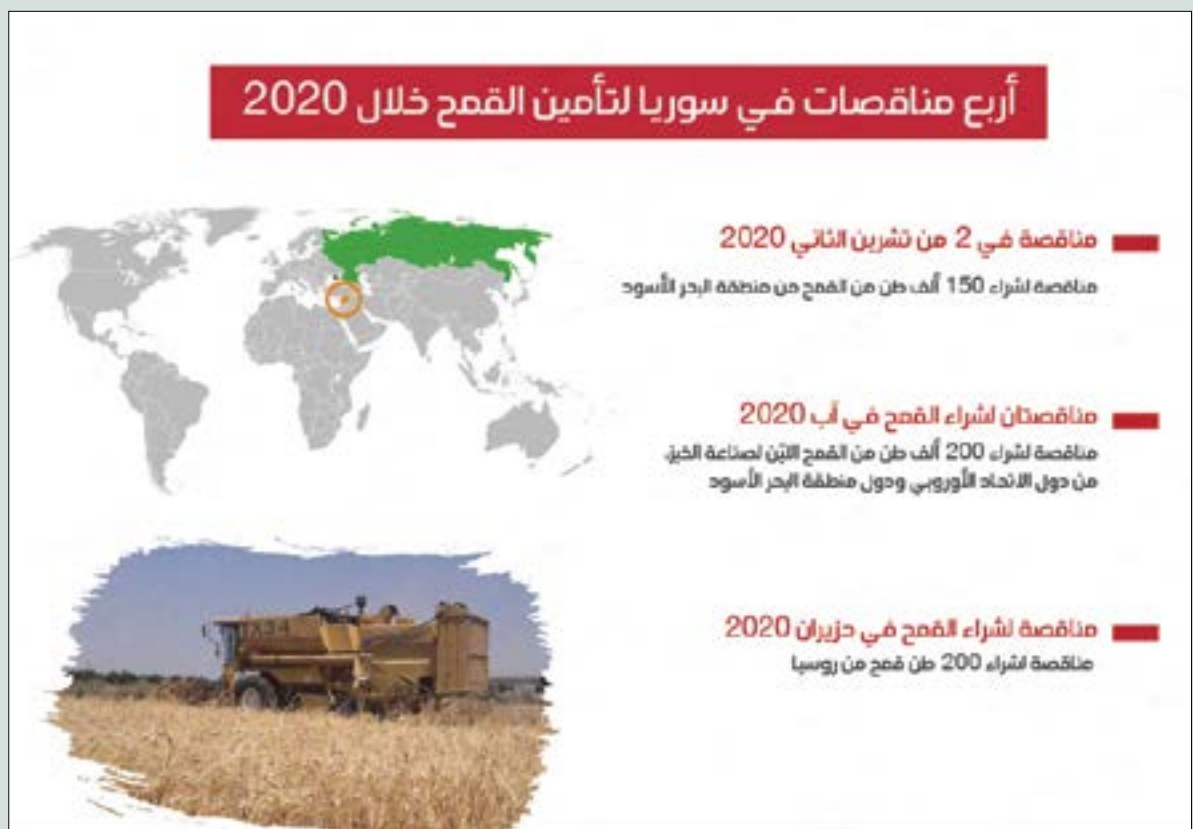 أربع مناقصات في سوريا لتأمين القمح خلال 2020
مناقصة في 2 من تشرين الثاني 2020
مناقصة لشراء 150 ألف طن من القمح من منطقة البحر الأسود
مناقصتان لشراء القمح في آب 2020
مناقصة لشراء 200 ألف طن من القمح الليّن لصناعة الخبز،
من دول الاتحاد الأوروبي ودول منطقة البحر الأسود
مناقصة لشراء القمح في حزيران 2020
مناقصة لشراء 200 طن قمح من روسيا